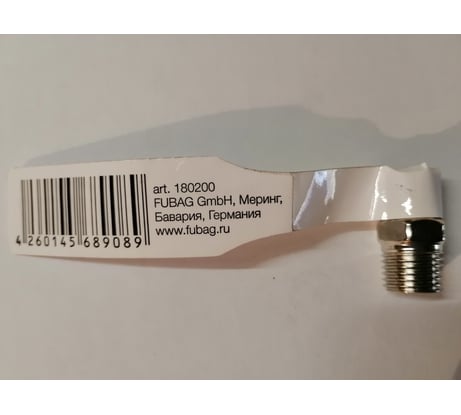 art. 180200
FUBAG GmbH, Меринг,
Бавария, Германия
www.fubag.ru
4 260145 689089